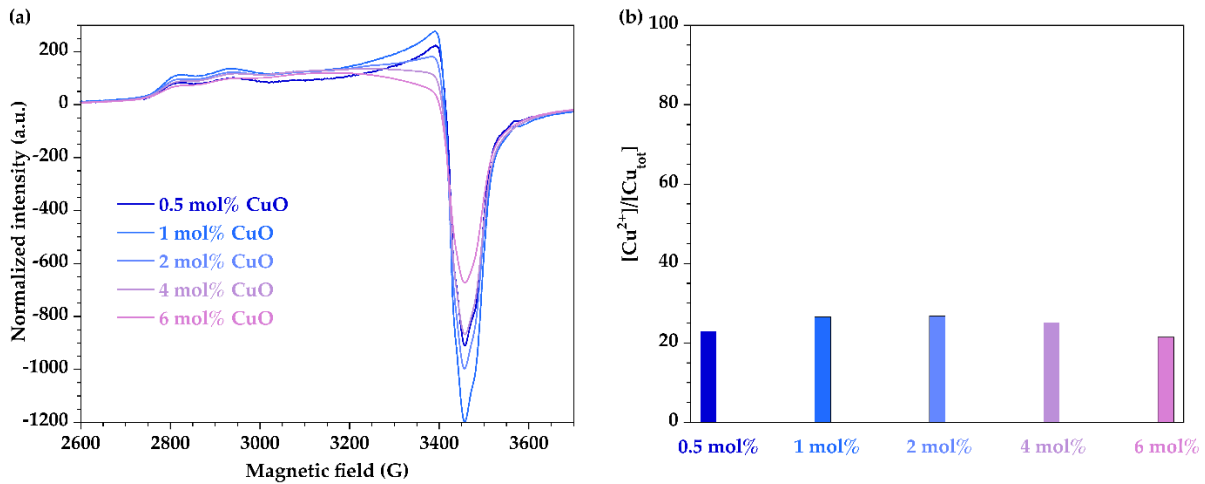 (a)
200
0
-200
-400
-600
-800
-1000
-1200
Normalized intensity (a.u.)
0.5 mol% CuO
1 mol% CuO
2 mol% CuO
4 mol% CuO
6 mol% CuO
2600 2800 3000 3200 3400 3600
Magnetic field (G)
(b)
100
80
60
40
20
0
[Cu²⁺]/[Cu_tot]
0.5 mol% 1 mol% 2 mol% 4 mol% 6 mol%